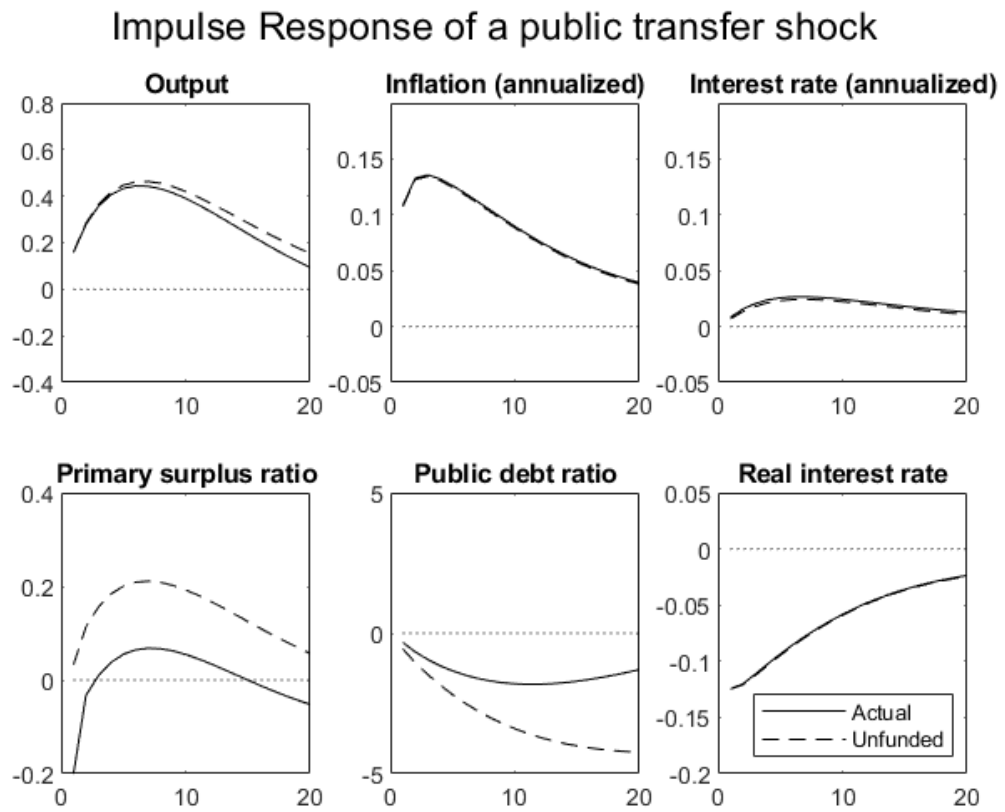 Impulse Response of a public transfer shock
Output
0.8
0.6
0.4
0.2
0
-0.2
-0.4
0 10 20
Inflation (annualized)
0.15
0.1
0.05
0
-0.05
0 10 20
Interest rate (annualized)
0.15
0.1
0.05
0
-0.05
0 10 20
Primary surplus ratio
0.4
0.2
0
-0.2
0 10 20
Public debt ratio
5
0
-5
0 10 20
Real interest rate
0.05
0
-0.05
-0.1
-0.15
-0.2
0 10 20
Actual
Unfunded